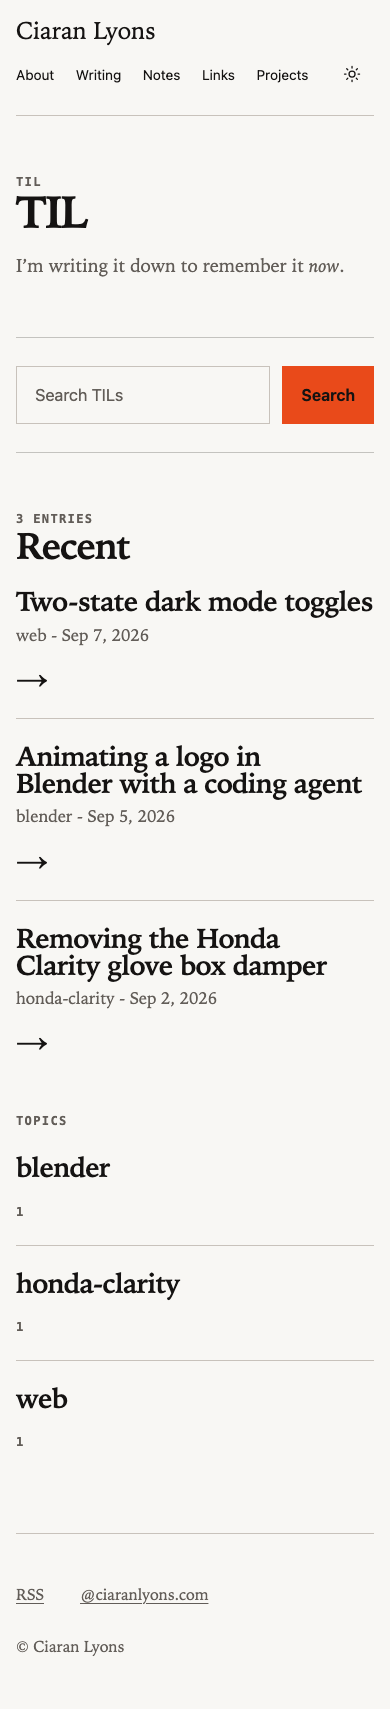 Ciaran Lyons
About Writing Notes Links Projects
TIL
TIL
I'm writing it down to remember it now.
Search TILs Search
3 ENTRIES
Recent
Two-state dark mode toggles
web - Sep 7, 2026
→
Animating a logo in
Blender with a coding agent
blender - Sep 5, 2026
→
Removing the Honda
Clarity glove box damper
honda-clarity - Sep 2, 2026
→
TOPICS
blender
1
honda-clarity
1
web
1
RSS @ciaranlyons.com
© Ciaran Lyons